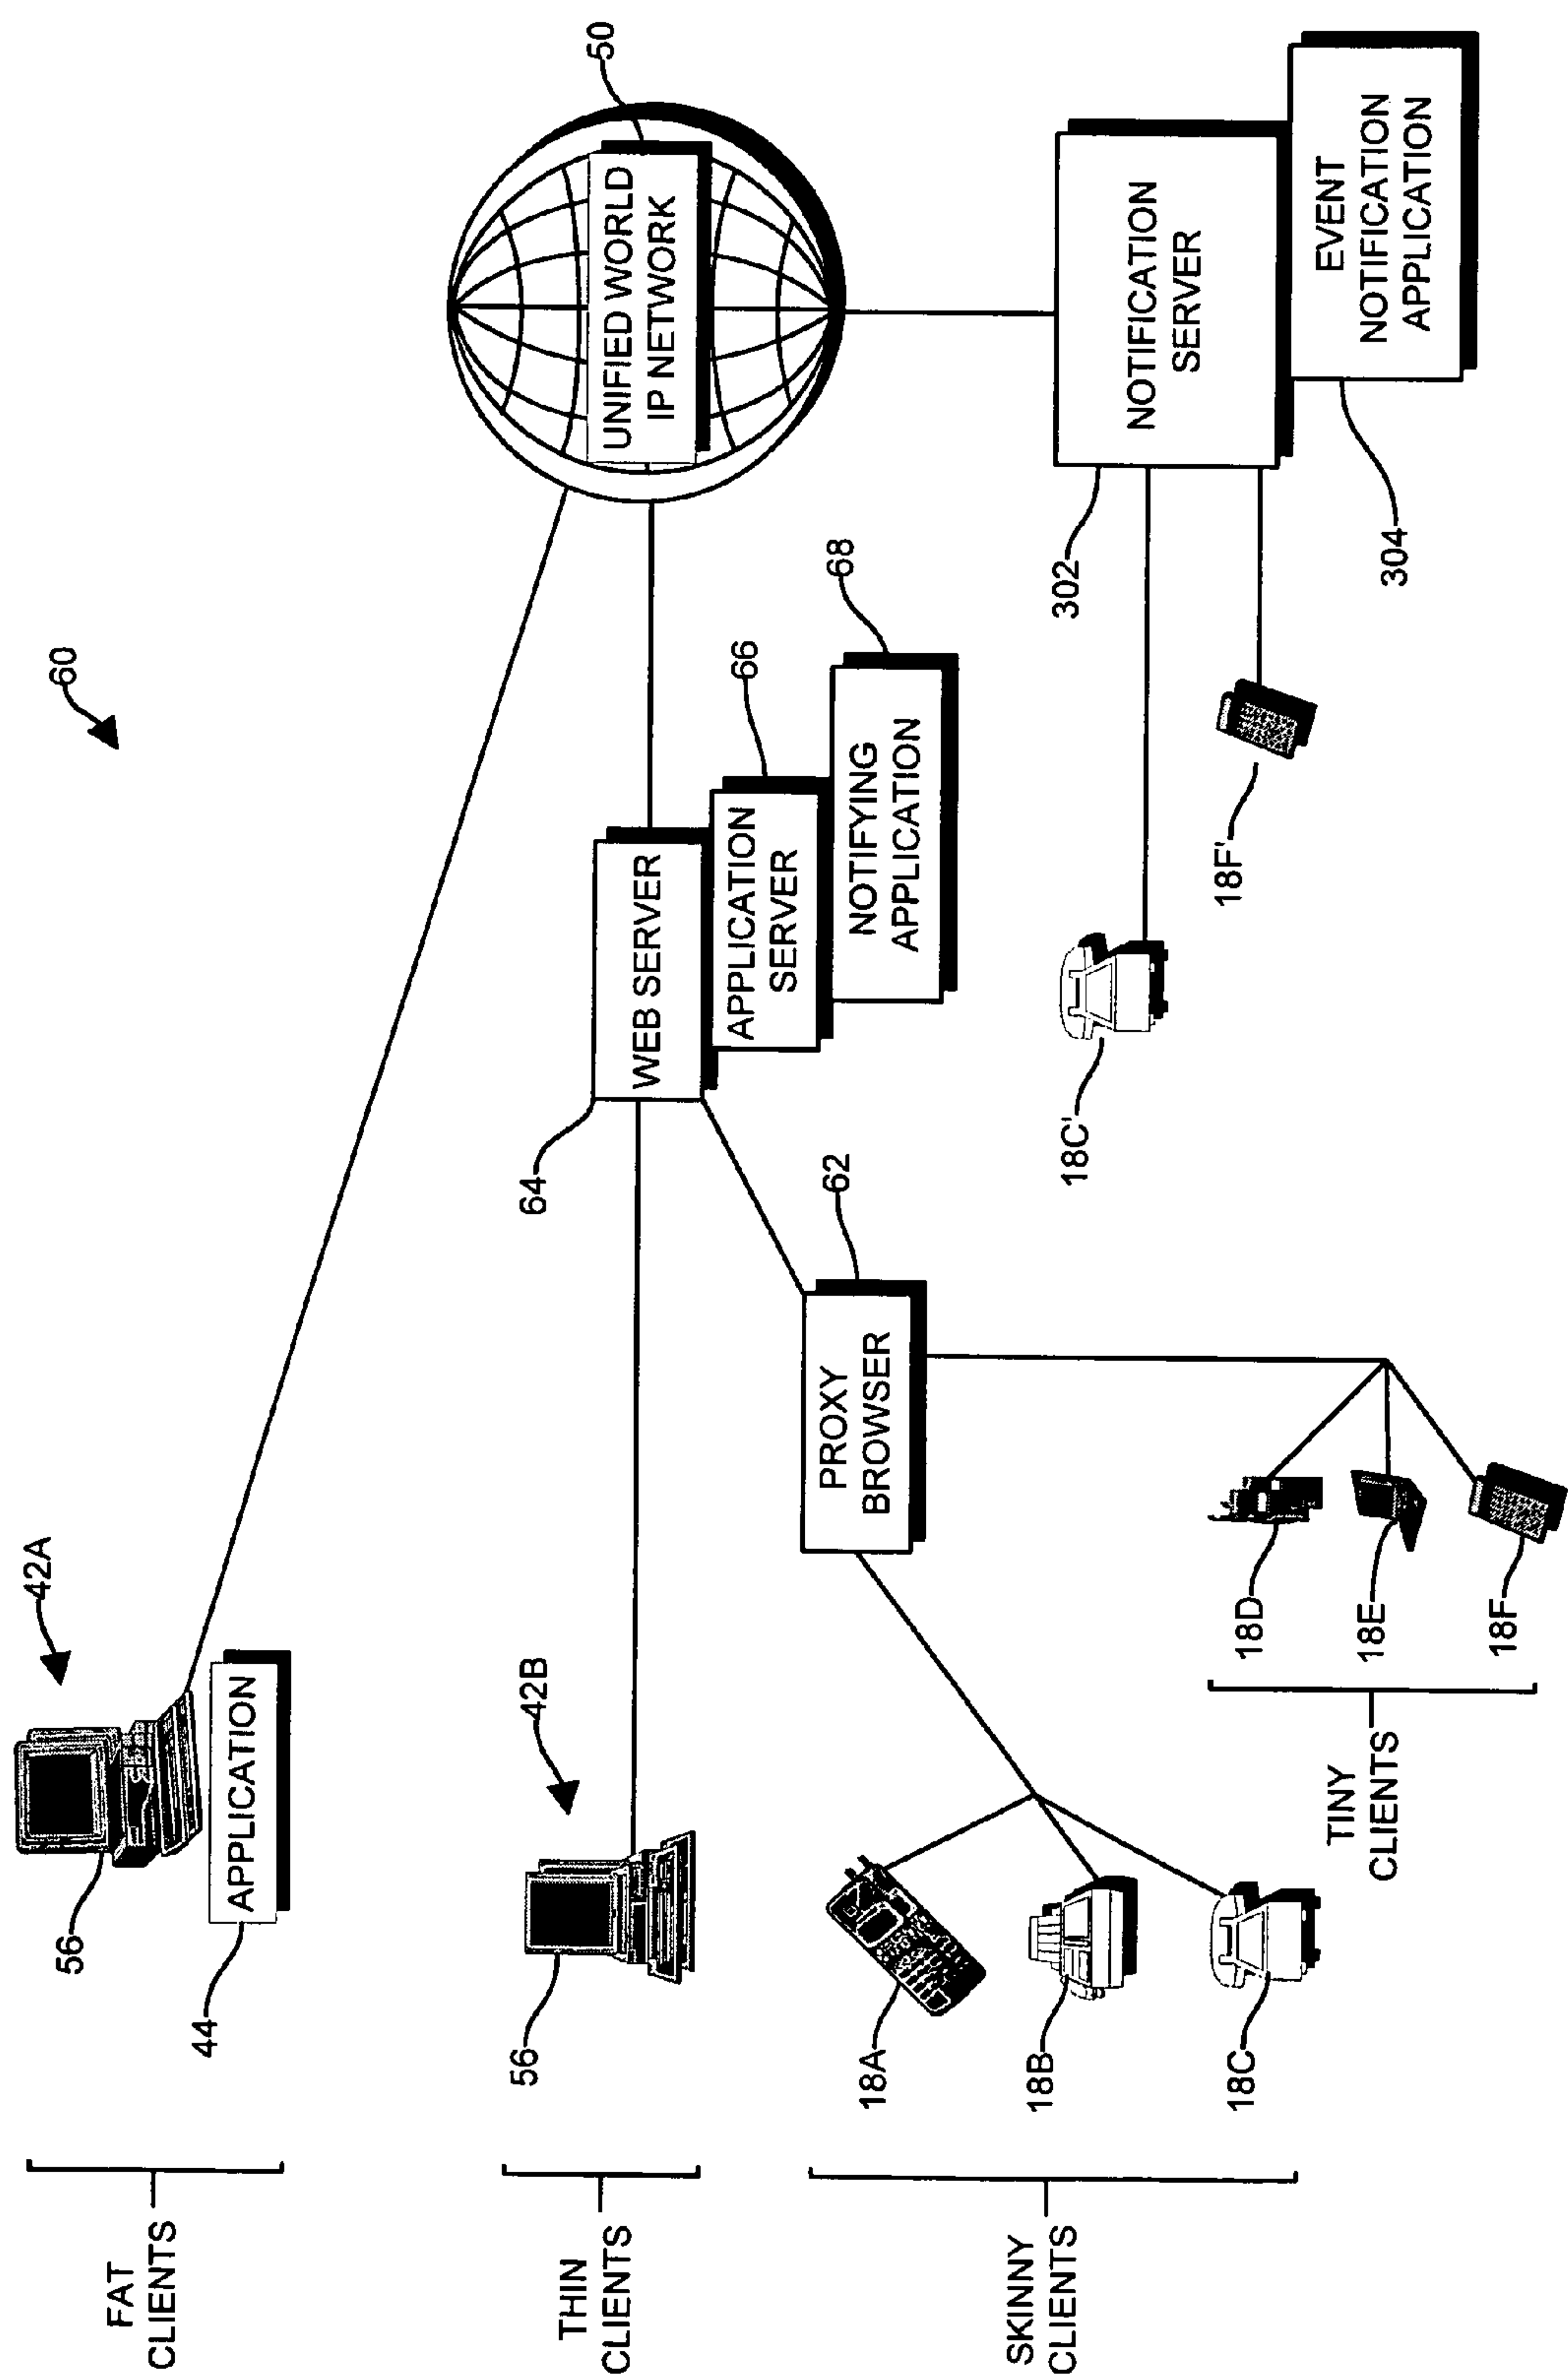 60
FAT
CLIENTS
56
42A
44
APPLICATION
50
UNIFIED WORLD
IP NETWORK
THIN
CLIENTS
56
42B
64
WEB SERVER
66
APPLICATION
SERVER
68
NOTIFYING
APPLICATION
SKINNY
CLIENTS
18A
18B
18C
62
PROXY
BROWSER
18D
18E
18F
TINY
CLIENTS
18C'
18F'
302
NOTIFICATION
SERVER
304
EVENT
NOTIFICATION
APPLICATION